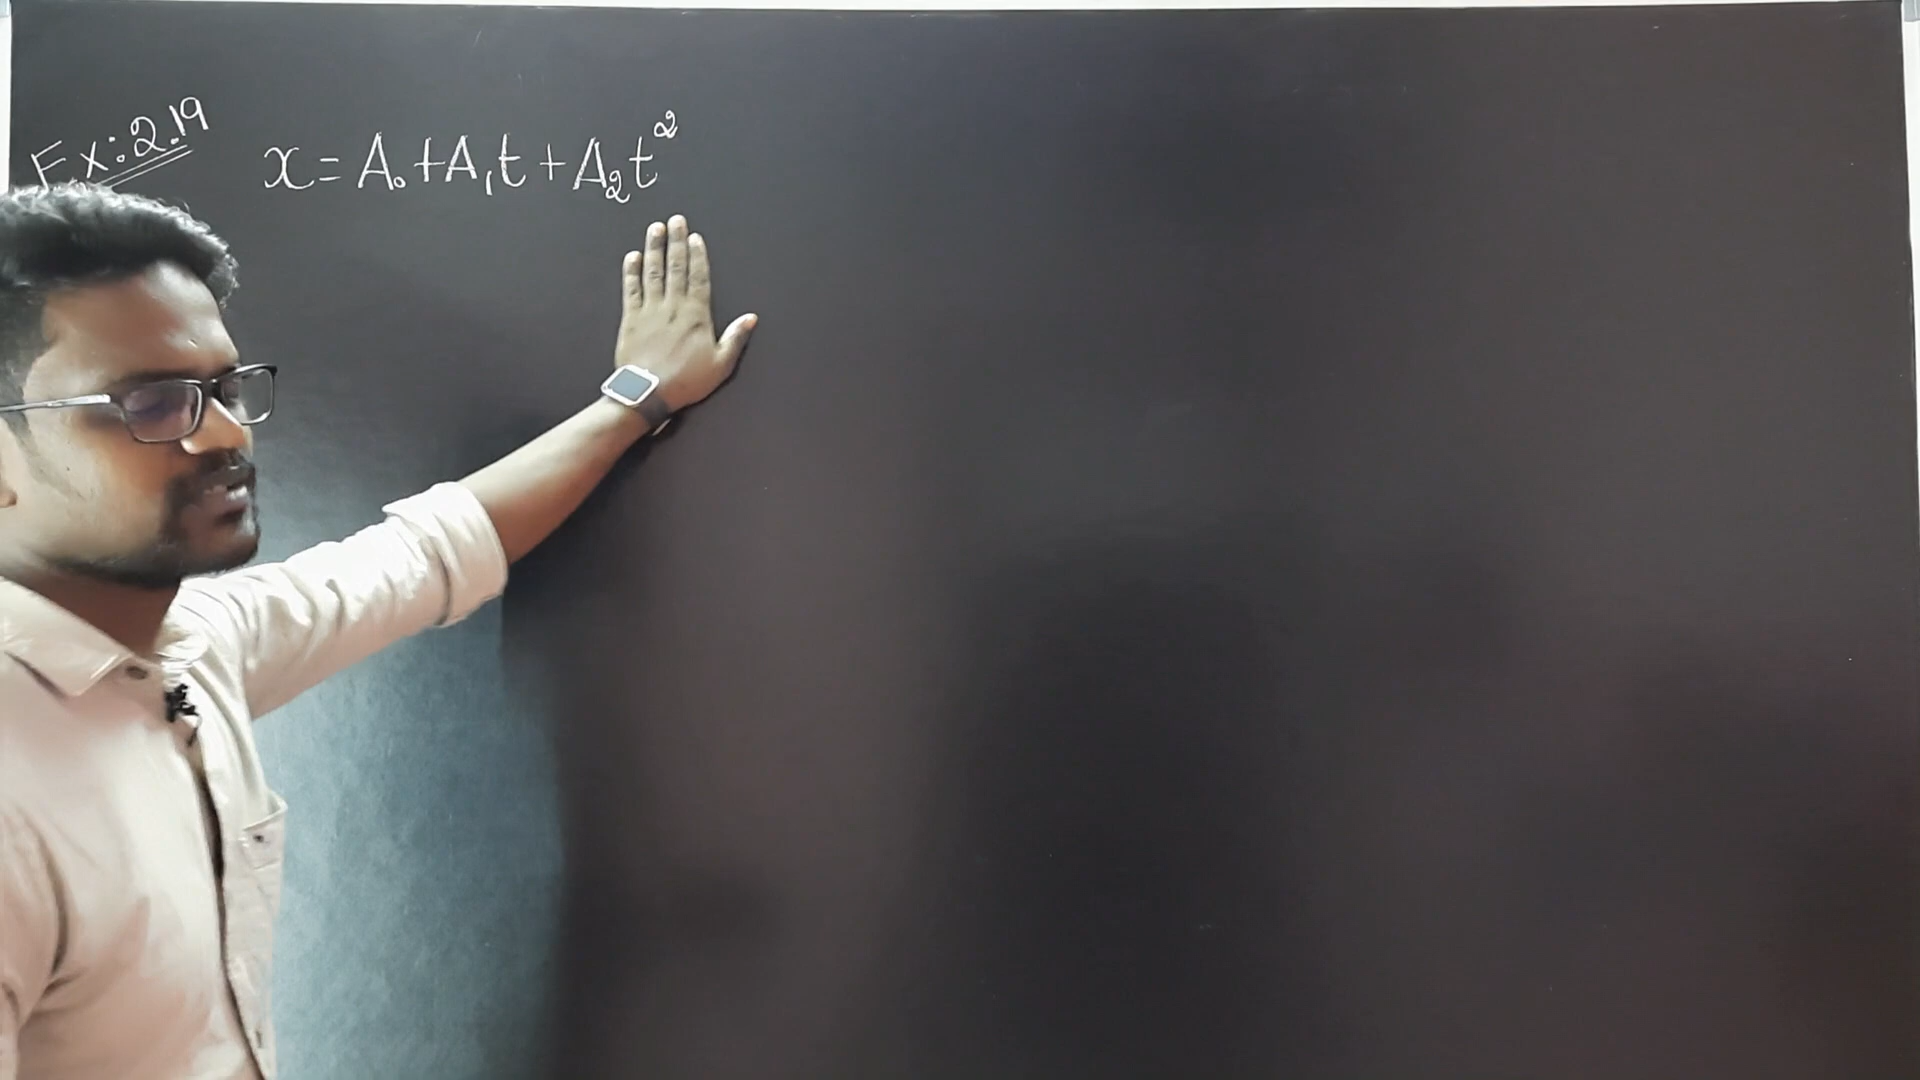 Ex: 2.19
x = A₀ + A₁t + A₂t²